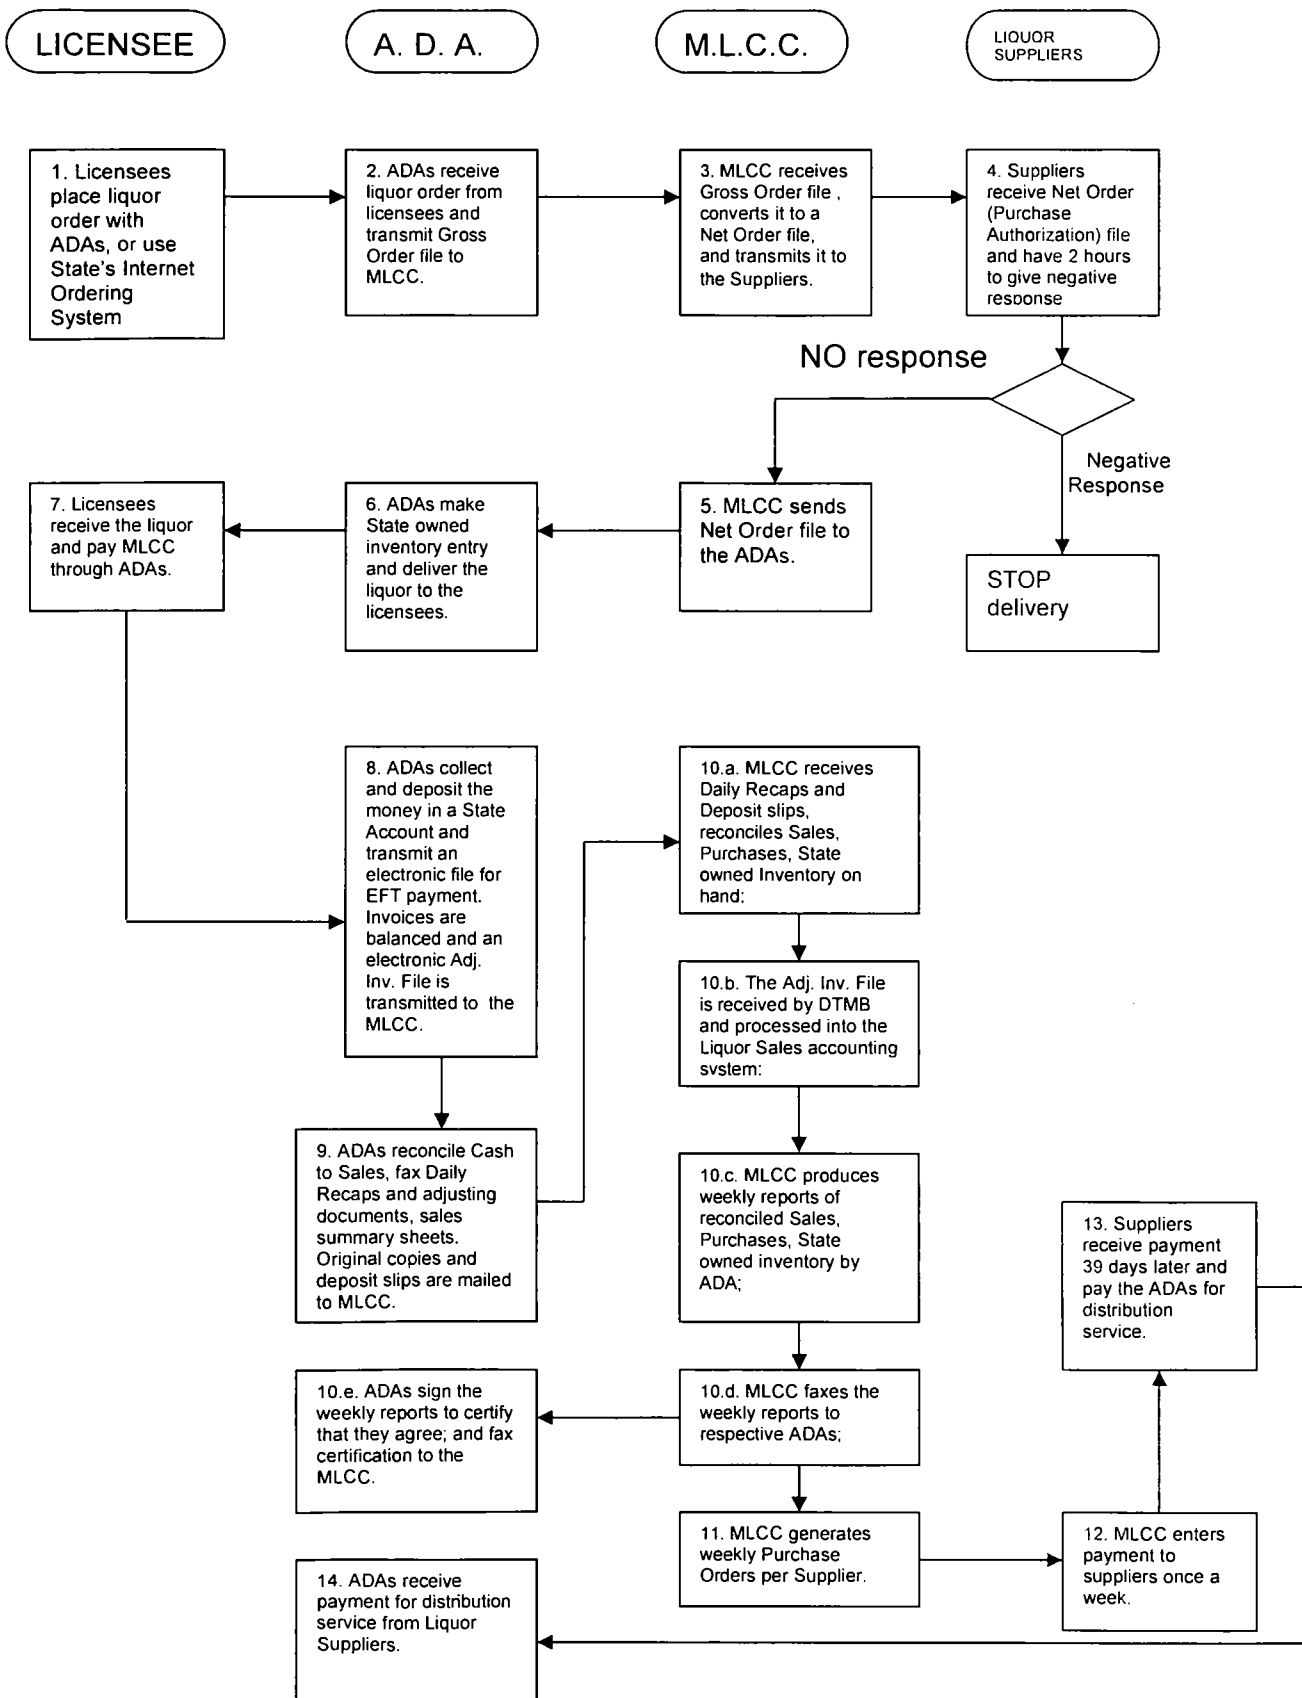 LICENSEE
A. D. A.
M.L.C.C.
LIQUOR
SUPPLIERS
1. Licensees
place liquor
order with
ADAs, or use
State's Internet
Ordering
System
2. ADAs receive
liquor order from
licensees and
transmit Gross
Order file to
MLCC.
3. MLCC receives
Gross Order file ,
converts it to a
Net Order file,
and transmits it to
the Suppliers.
4. Suppliers
receive Net Order
(Purchase
Authorization) file
and have 2 hours
to give negative
response
NO response
Negative
Response
7. Licensees
receive the liquor
and pay MLCC
through ADAs.
6. ADAs make
State owned
inventory entry
and deliver the
liquor to the
licensees.
5. MLCC sends
Net Order file to
the ADAs.
STOP
delivery
8. ADAs collect
and deposit the
money in a State
Account and
transmit an
electronic file for
EFT payment.
Invoices are
balanced and an
electronic Adj.
Inv. File is
transmitted to the
MLCC.
10.a. MLCC receives
Daily Recaps and
Deposit slips,
reconciles Sales,
Purchases, State
owned Inventory on
hand;
10.b. The Adj. Inv. File
is received by DTMB
and processed into the
Liquor Sales accounting
system;
9. ADAs reconcile Cash
to Sales, fax Daily
Recaps and adjusting
documents, sales
summary sheets.
Original copies and
deposit slips are mailed
to MLCC.
10.c. MLCC produces
weekly reports of
reconciled Sales,
Purchases, State
owned inventory by
ADA;
13. Suppliers
receive payment
39 days later and
pay the ADAs for
distribution
service.
10.e. ADAs sign the
weekly reports to certify
that they agree; and fax
certification to the
MLCC.
10.d. MLCC faxes the
weekly reports to
respective ADAs;
11. MLCC generates
weekly Purchase
Orders per Supplier.
12. MLCC enters
payment to
suppliers once a
week.
14. ADAs receive
payment for distribution
service from Liquor
Suppliers.